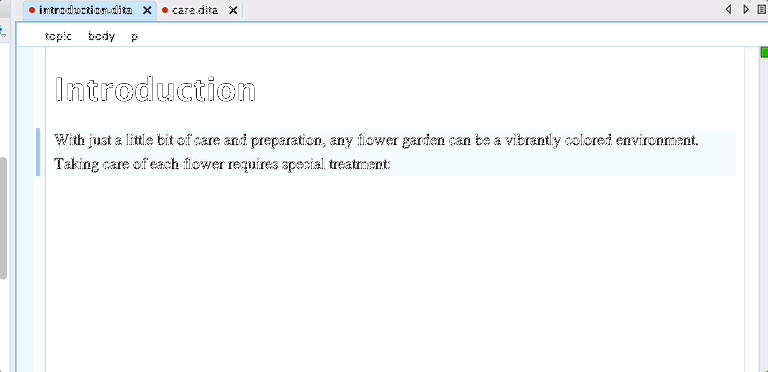 introduction.dita care.dita
topic body p
Introduction
With just a little bit of care and preparation, any flower garden can be a vibrantly colored environment.
Taking care of each flower requires special treatment: